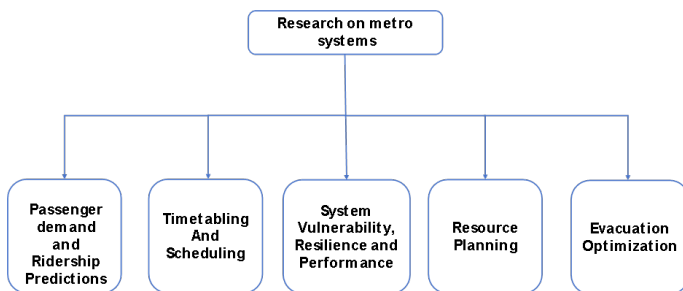 Research on metro
systems
Passenger
demand
and
Ridership
Predictions
Timetabling
And
Scheduling
System
Vulnerability,
Resilience and
Performance
Resource
Planning
Evacuation
Optimization